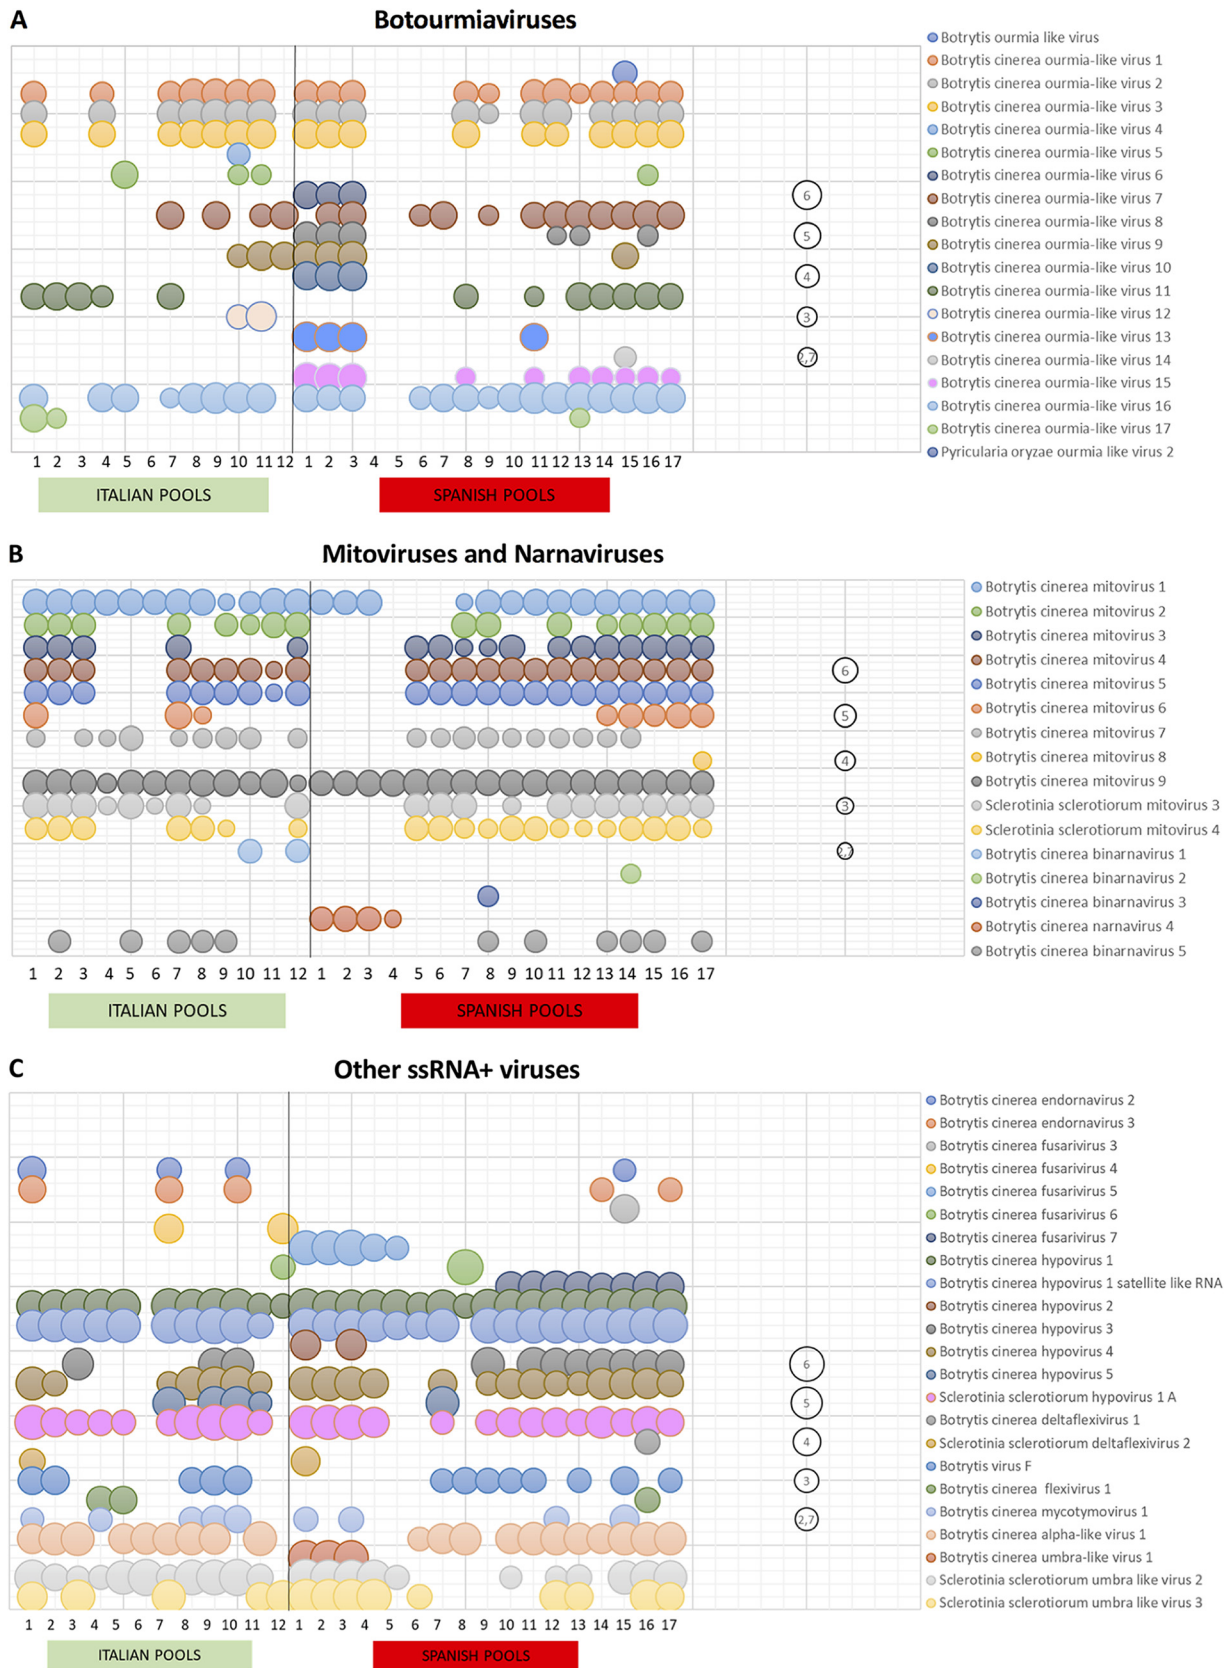 A
Botourmiaviruses
Botrytis ourmia like virus
Botrytis cinerea ourmia-like virus 1
Botrytis cinerea ourmia-like virus 2
Botrytis cinerea ourmia-like virus 3
Botrytis cinerea ourmia-like virus 4
Botrytis cinerea ourmia-like virus 5
Botrytis cinerea ourmia-like virus 6
Botrytis cinerea ourmia-like virus 7
Botrytis cinerea ourmia-like virus 8
Botrytis cinerea ourmia-like virus 9
Botrytis cinerea ourmia-like virus 10
Botrytis cinerea ourmia-like virus 11
Botrytis cinerea ourmia-like virus 12
Botrytis cinerea ourmia-like virus 13
Botrytis cinerea ourmia-like virus 14
Botrytis cinerea ourmia-like virus 15
Botrytis cinerea ourmia-like virus 16
Botrytis cinerea ourmia-like virus 17
Pyricularia oryzae ourmia like virus 2
6
5
4
3
2,7
1 2 3 4 5 6 7 8 9 10 11 12 1 2 3 4 5 6 7 8 9 10 11 12 13 14 15 16 17
ITALIAN POOLS
SPANISH POOLS
B
Mitoviruses and Narnaviruses
Botrytis cinerea mitovirus 1
Botrytis cinerea mitovirus 2
Botrytis cinerea mitovirus 3
Botrytis cinerea mitovirus 4
Botrytis cinerea mitovirus 5
Botrytis cinerea mitovirus 6
Botrytis cinerea mitovirus 7
Botrytis cinerea mitovirus 8
Botrytis cinerea mitovirus 9
Sclerotinia sclerotiorum mitovirus 3
Sclerotinia sclerotiorum mitovirus 4
Botrytis cinerea binarnavirus 1
Botrytis cinerea binarnavirus 2
Botrytis cinerea binarnavirus 3
Botrytis cinerea narnavirus 4
Botrytis cinerea binarnavirus 5
6
5
4
3
2,7
1 2 3 4 5 6 7 8 9 10 11 12 1 2 3 4 5 6 7 8 9 10 11 12 13 14 15 16 17
ITALIAN POOLS
SPANISH POOLS
C
Other ssRNA+ viruses
Botrytis cinerea endornavirus 2
Botrytis cinerea endornavirus 3
Botrytis cinerea fusarivirus 3
Botrytis cinerea fusarivirus 4
Botrytis cinerea fusarivirus 5
Botrytis cinerea fusarivirus 6
Botrytis cinerea fusarivirus 7
Botrytis cinerea hypovirus 1
Botrytis cinerea hypovirus 1 satellite like RNA
Botrytis cinerea hypovirus 2
Botrytis cinerea hypovirus 3
Botrytis cinerea hypovirus 4
Botrytis cinerea hypovirus 5
Sclerotinia sclerotiorum hypovirus 1 A
Botrytis cinerea deltaflexivirus 1
Sclerotinia sclerotiorum deltaflexivirus 2
Botrytis virus F
Botrytis cinerea flexivirus 1
Botrytis cinerea mycotymovirus 1
Botrytis cinerea alpha-like virus 1
Botrytis cinerea umbra-like virus 1
Sclerotinia sclerotiorum umbra like virus 2
Sclerotinia sclerotiorum umbra like virus 3
6
5
4
3
2,7
1 2 3 4 5 6 7 8 9 10 11 12 1 2 3 4 5 6 7 8 9 10 11 12 13 14 15 16 17
ITALIAN POOLS
SPANISH POOLS